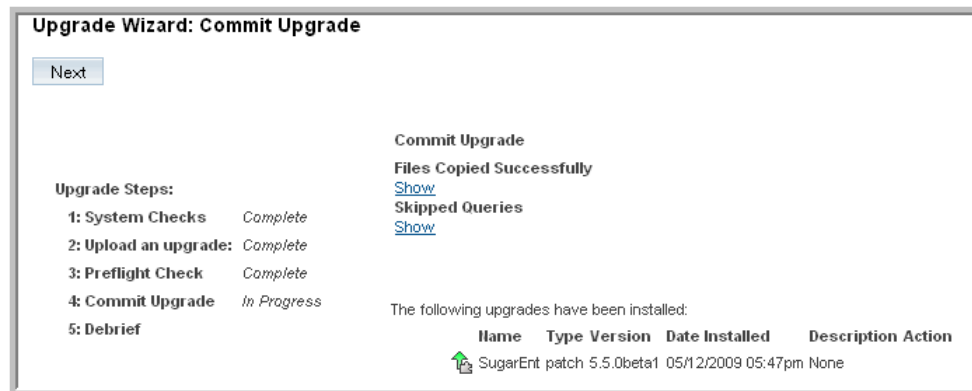 Upgrade Wizard: Commit Upgrade
Next
Upgrade Steps:
1: System Checks Complete
2: Upload an upgrade: Complete
3: Preflight Check Complete
4: Commit Upgrade In Progress
5: Debrief
Commit Upgrade
Files Copied Successfully
Show
Skipped Queries
Show
The following upgrades have been installed:
Name Type Version Date Installed Description Action
SugarEnt patch 5.5.0beta1 05/12/2009 05:47pm None